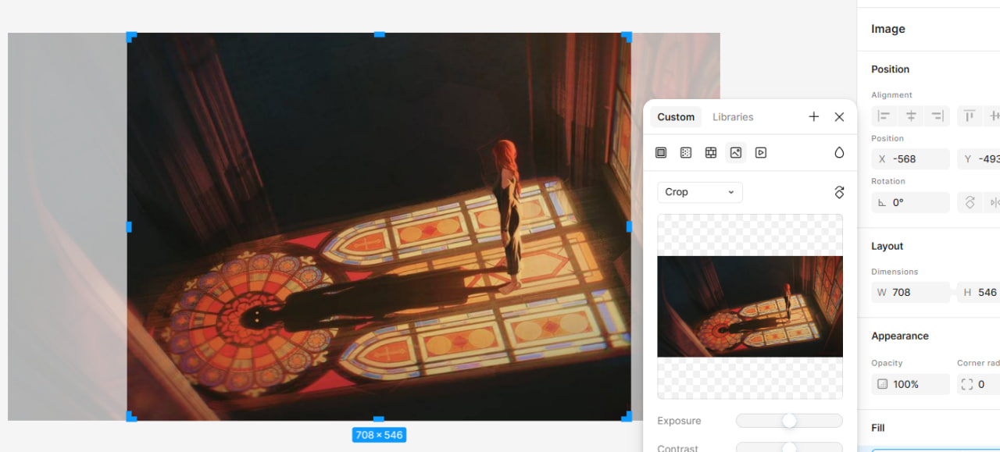 Image
Position
Alignment
Position
X -568
Y -493
Rotation
0°
Layout
Dimensions
W 708
H 546
Appearance
Opacity
Corner rad
100%
0
Fill
Custom
Libraries
Crop
Exposure
Contrast
708 × 546